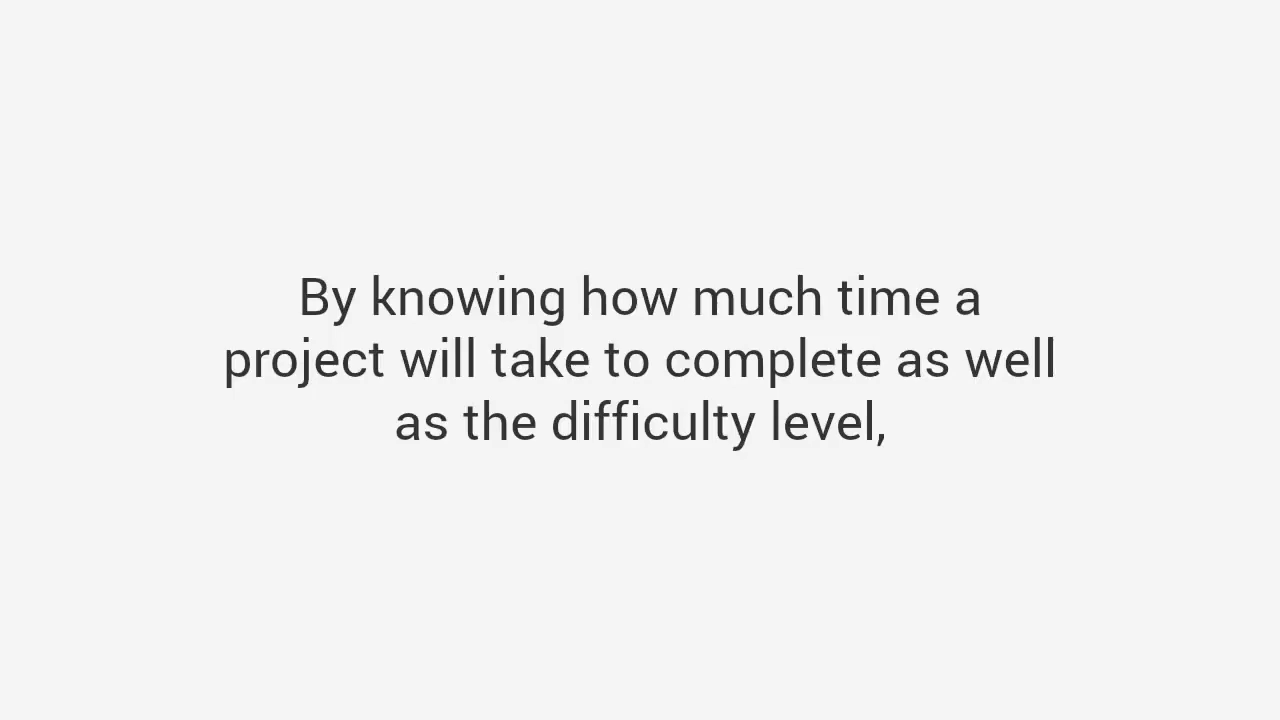 By knowing how much time a
project will take to complete as well
as the difficulty level,